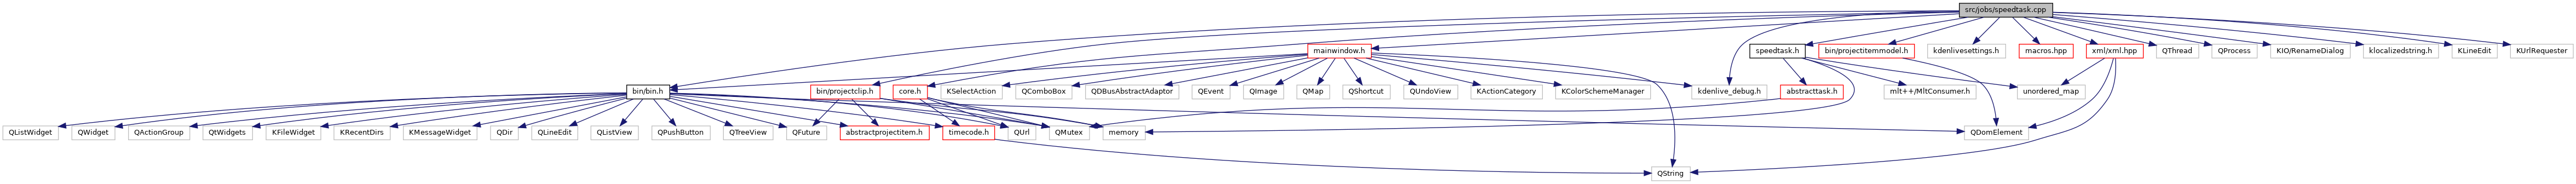 src/jobs/speedtask.cpp
mainwindow.h
speedtask.h
bin/projectitemmodel.h
kdenlivesettings.h
macros.hpp
xml/xml.hpp
QThread
QProcess
KIO/RenameDialog
klocalizedstring.h
KLineEdit
KUrlRequester
bin/bin.h
bin/projectclip.h
core.h
KSelectAction
QComboBox
QDBusAbstractAdaptor
QEvent
QImage
QMap
QShortcut
QUndoView
KActionCategory
KColorSchemeManager
kdenlive_debug.h
abstracttask.h
mlt++/MltConsumer.h
unordered_map
QListWidget
QWidget
QActionGroup
QtWidgets
KFileWidget
KRecentDirs
KMessageWidget
QDir
QLineEdit
QListView
QPushButton
QTreeView
QFuture
abstractprojectitem.h
timecode.h
QUrl
QMutex
memory
QDomElement
QString